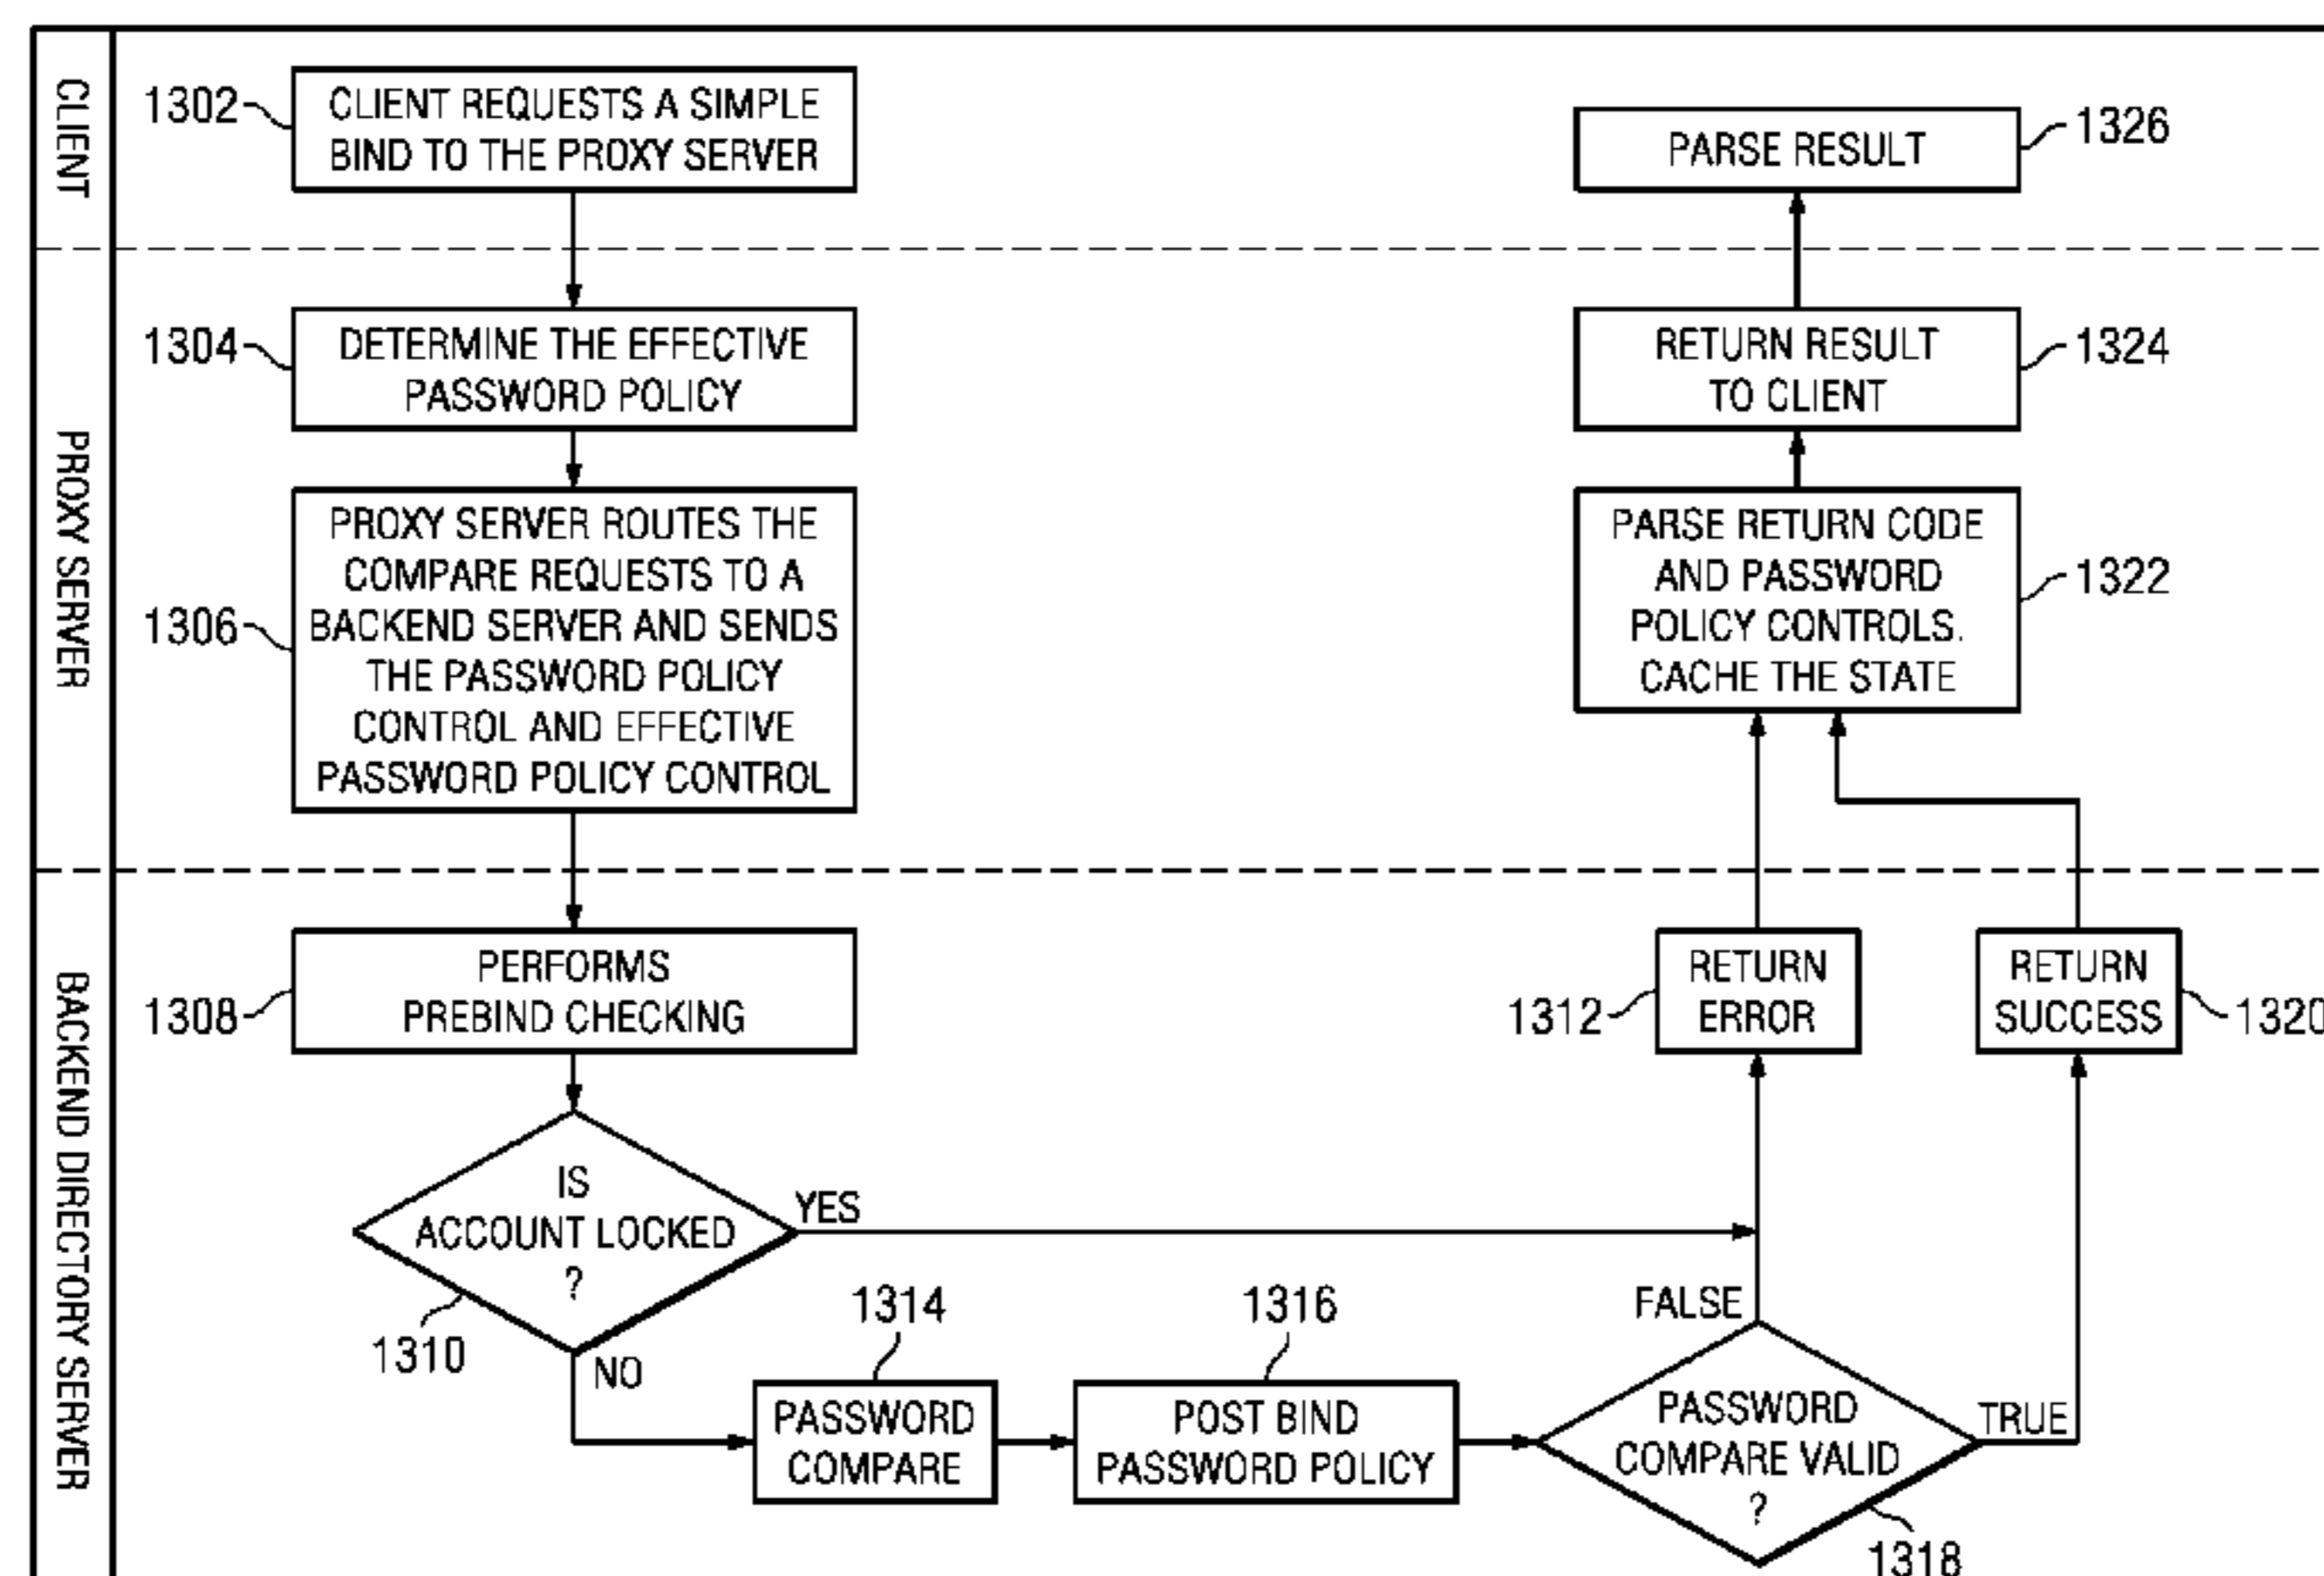 CLIENT
1302
CLIENT REQUESTS A SIMPLE
BIND TO THE PROXY SERVER
PARSE RESULT
1326
PROXY SERVER
1304
DETERMINE THE EFFECTIVE
PASSWORD POLICY
RETURN RESULT
TO CLIENT
1324
1306
PROXY SERVER ROUTES THE
COMPARE REQUESTS TO A
BACKEND SERVER AND SENDS
THE PASSWORD POLICY
CONTROL AND EFFECTIVE
PASSWORD POLICY CONTROL
PARSE RETURN CODE
AND PASSWORD
POLICY CONTROLS.
CACHE THE STATE
1322
BACKEND DIRECTORY SERVER
1308
PERFORMS
PREBIND CHECKING
1312
RETURN
ERROR
RETURN
SUCCESS
1320
IS
ACCOUNT LOCKED
?
YES
1310
NO
1314
PASSWORD
COMPARE
1316
POST BIND
PASSWORD POLICY
FALSE
PASSWORD
COMPARE VALID
?
TRUE
1318